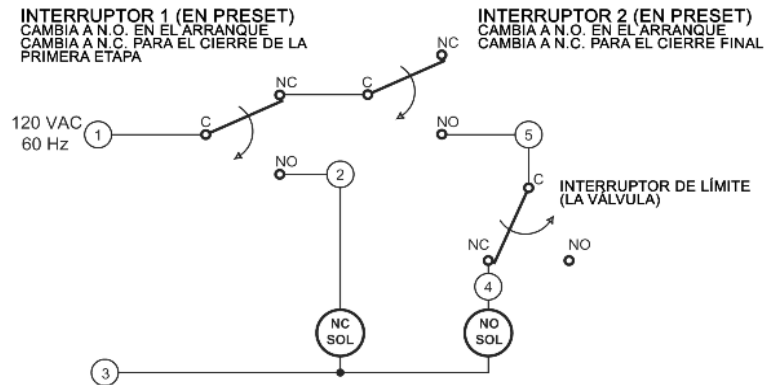 INTERRUPTOR 1 (EN PRESET)
CAMBIA A N.O. EN EL ARRANQUE
CAMBIA A N.C. PARA EL CIERRE DE LA
PRIMERA ETAPA
INTERRUPTOR 2 (EN PRESET)
CAMBIA A N.O. EN EL ARRANQUE
CAMBIA A N.C. PARA EL CIERRE FINAL
NC
NC
C
C
120 VAC
60 Hz
1
NO
5
NO
2
C
INTERRUPTOR DE LÍMITE
(LA VÁLVULA)
NC
NO
4
NC
SOL
NO
SOL
3